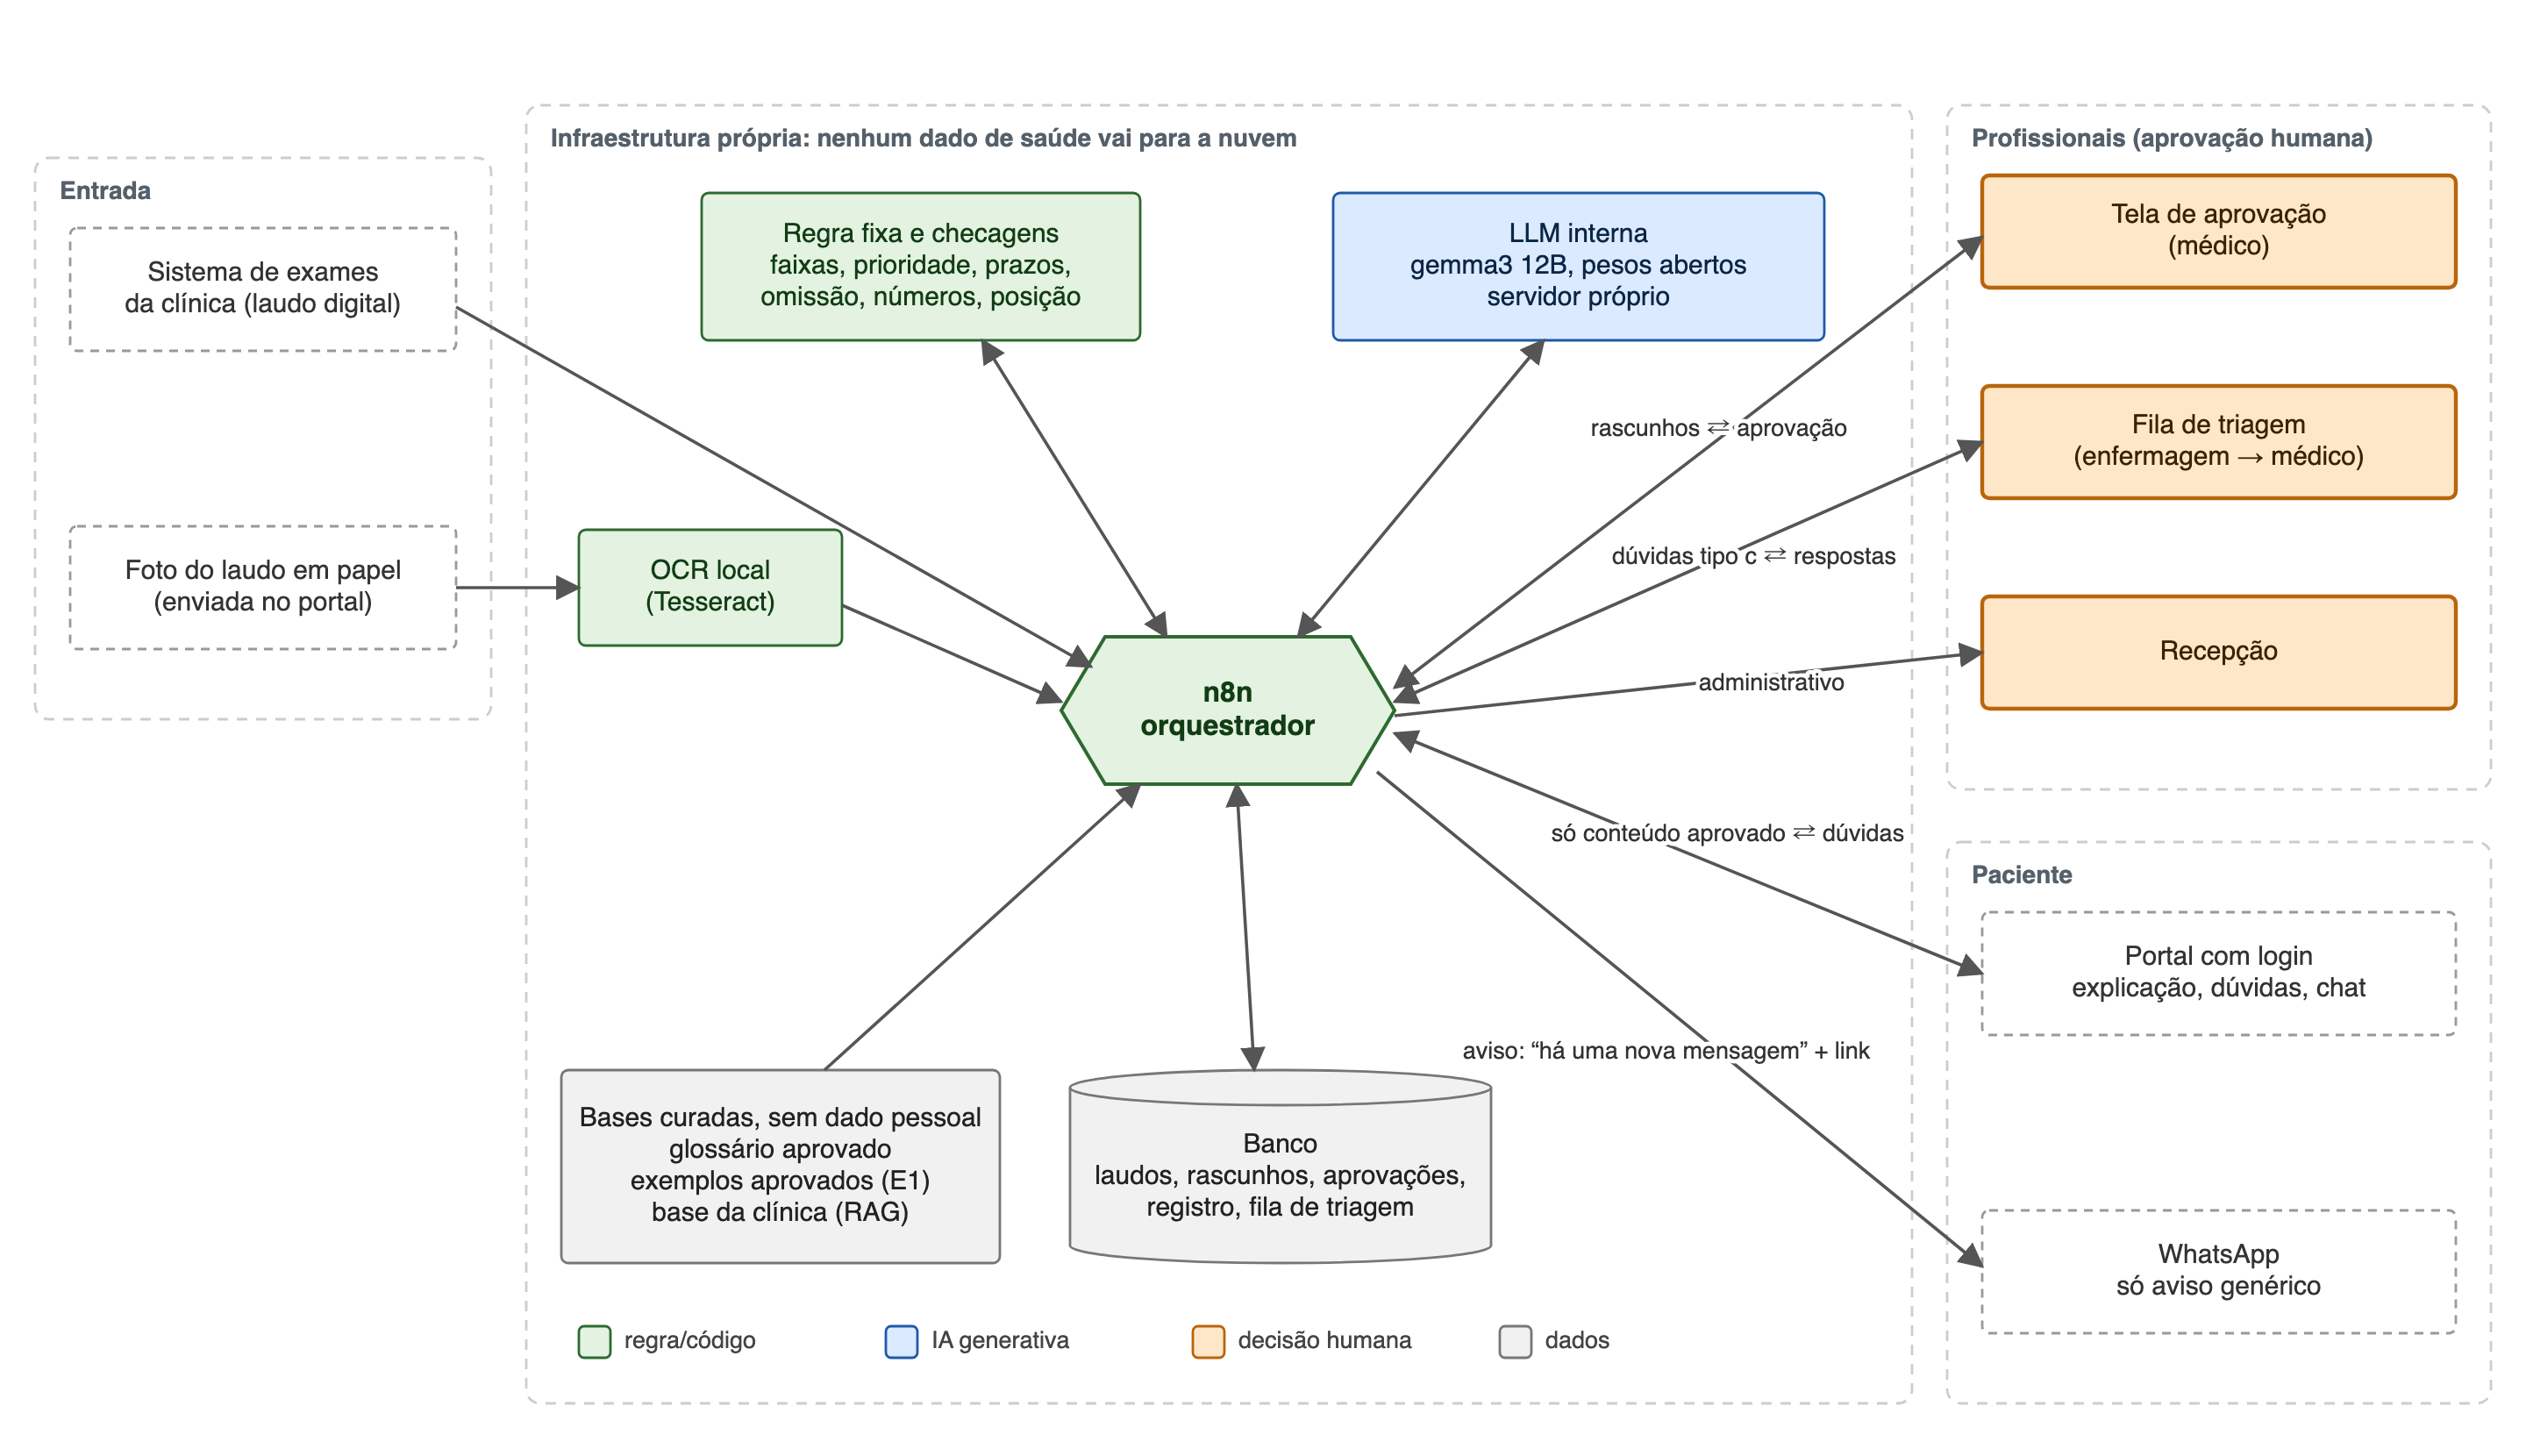 Infraestrutura própria: nenhum dado de saúde vai para a nuvem
Profissionais (aprovação humana)
Entrada
Sistema de exames
da clínica (laudo digital)
Foto do laudo em papel
(enviada no portal)
Regra fixa e checagens
faixas, prioridade, prazos,
omissão, números, posição
LLM interna
gemma3 12B, pesos abertos
servidor próprio
OCR local
(Tesseract)
n8n
orquestrador
Tela de aprovação
(médico)
rascunhos ⇄ aprovação
Fila de triagem
(enfermagem → médico)
dúvidas tipo c ⇄ respostas
Recepção
administrativo
só conteúdo aprovado ⇄ dúvidas
Paciente
Portal com login
explicação, dúvidas, chat
aviso: “há uma nova mensagem” + link
WhatsApp
só aviso genérico
Bases curadas, sem dado pessoal
glossário aprovado
exemplos aprovados (E1)
base da clínica (RAG)
Banco
laudos, rascunhos, aprovações,
registro, fila de triagem
regra/código
IA generativa
decisão humana
dados